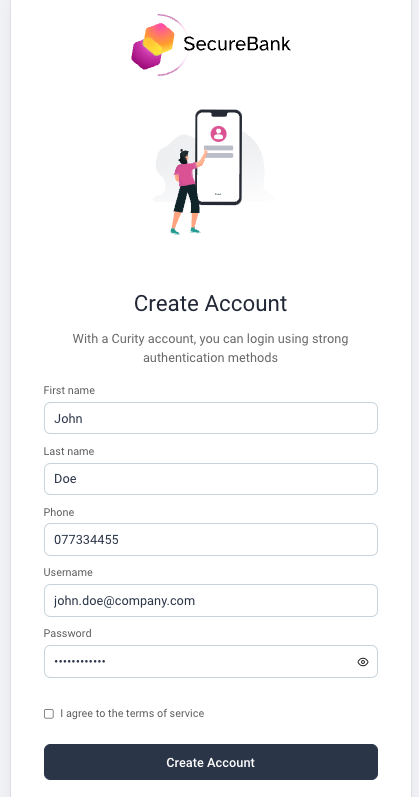 SecureBank
Create Account
With a Curity account, you can login using strong
authentication methods
First name
John
Last name
Doe
Phone
077334455
Username
john.doe@company.com
Password
••••••••••••
I agree to the terms of service
Create Account